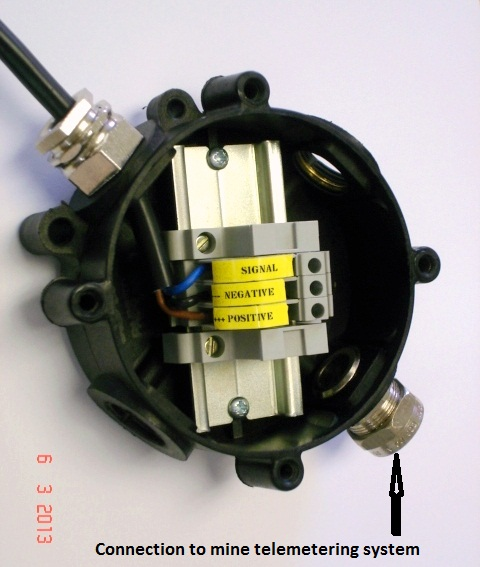 SIGNAL
-- NEGATIVE
+++ POSITIVE
6 3 2013
Connection to mine telemetering system